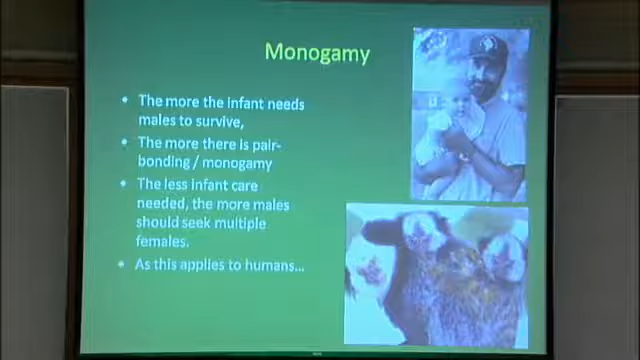 Monogamy
• The more the infant needs
males to survive,
• The more there is pair-
bonding / monogamy
• The less infant care
needed, the more males
should seek multiple
females.
• As this applies to humans...